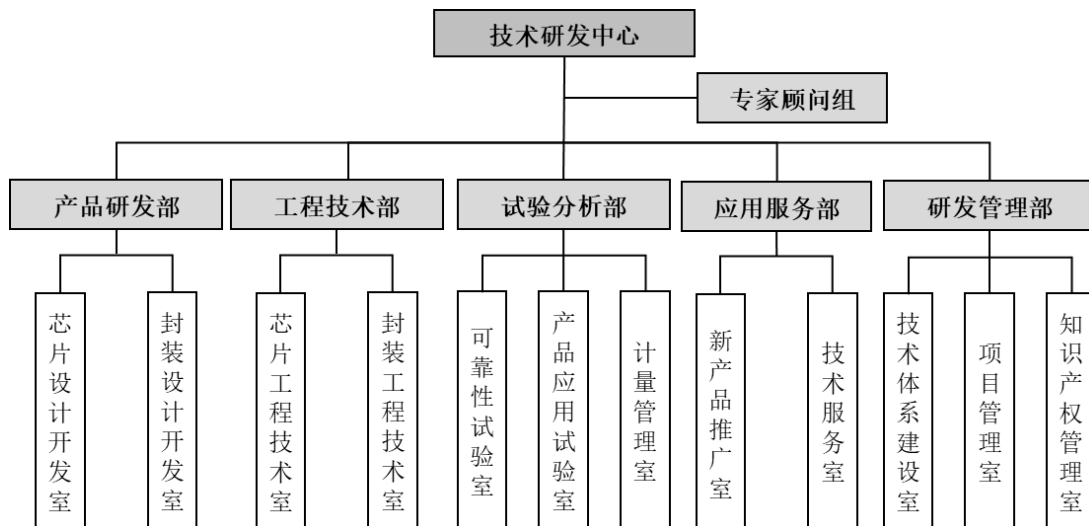 技术研发中心
专家顾问组
产品研发部
工程技术部
试验分析部
应用服务部
研发管理部
芯片设计开发室
封装设计开发室
芯片工程技术室
封装工程技术室
可靠性试验室
产品应用试验室
计量管理室
新产品推广室
技术服务室
技术体系建设室
项目管理室
知识产权管理室